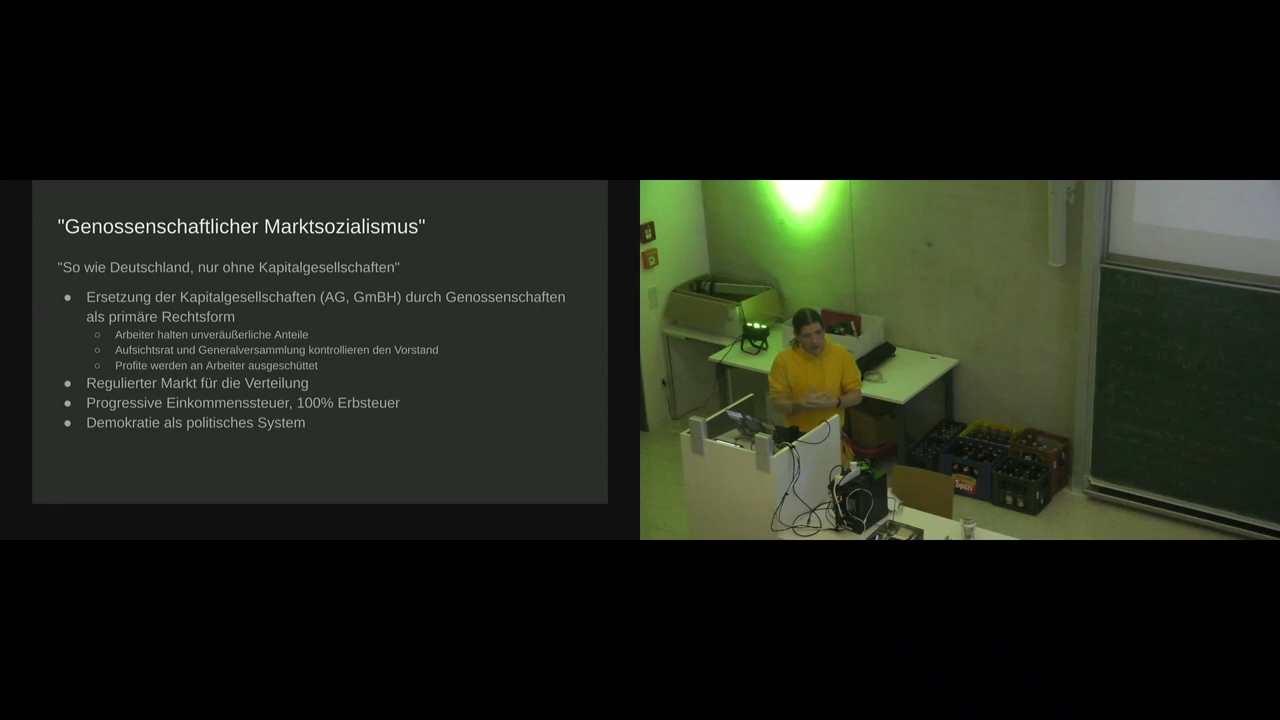 "Genossenschaftlicher Marktsozialismus"
"So wie Deutschland, nur ohne Kapitalgesellschaften"
● Ersetzung der Kapitalgesellschaften (AG, GmBH) durch Genossenschaften
als primäre Rechtsform
○ Arbeiter halten unveräußerliche Anteile
○ Aufsichtsrat und Generalversammlung kontrollieren den Vorstand
○ Profite werden an Arbeiter ausgeschüttet
● Regulierter Markt für die Verteilung
● Progressive Einkommenssteuer, 100% Erbsteuer
● Demokratie als politisches System
Spezi